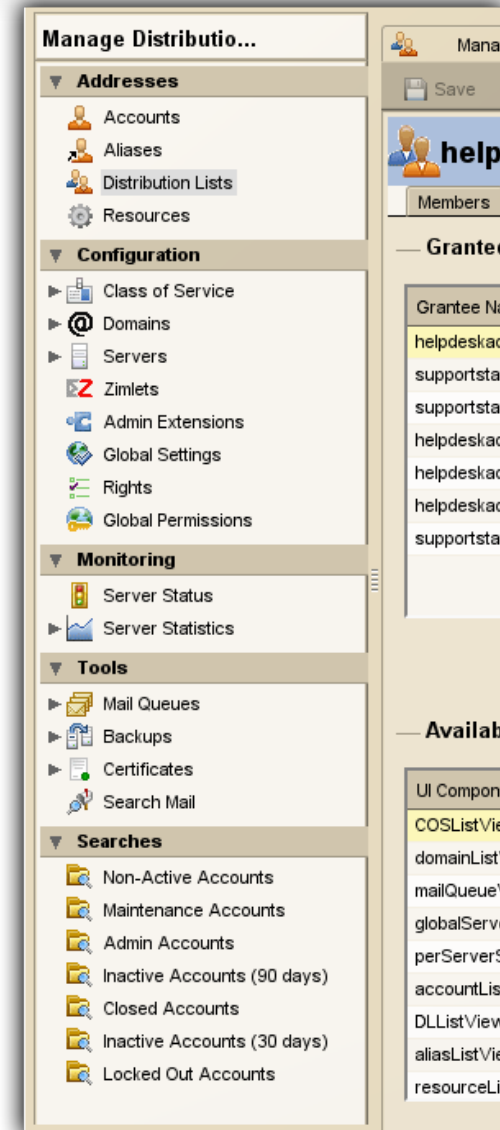 Manage Distributio...
Addresses
Accounts
Aliases
Distribution Lists
Resources
Configuration
Class of Service
Domains
Servers
Zimlets
Admin Extensions
Global Settings
Rights
Global Permissions
Monitoring
Server Status
Server Statistics
Tools
Mail Queues
Backups
Certificates
Search Mail
Searches
Non-Active Accounts
Maintenance Accounts
Admin Accounts
Inactive Accounts (90 days)
Closed Accounts
Inactive Accounts (30 days)
Locked Out Accounts
Mana
Save
help
Members
Grantee
Grantee Na
helpdeskad
supportsta
supportsta
helpdeskad
helpdeskad
helpdeskad
supportsta
Availab
UI Compon
COSListVie
domainList
mailQueue
globalServ
perServerS
accountLis
DLListView
aliasListVie
resourceLi